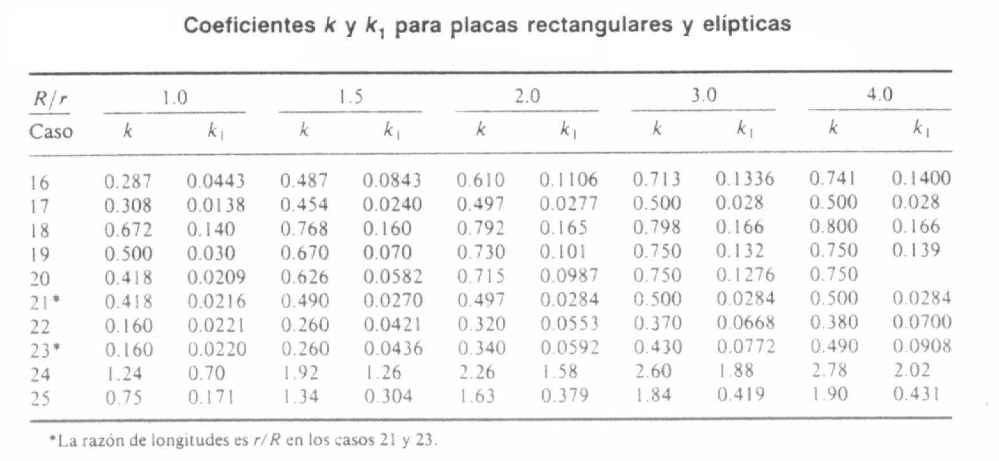 Coeficientes k y k₁ para placas rectangulares y elípticas
R/r 1.0 1.5 2.0 3.0 4.0
Caso k k₁ k k₁ k k₁ k k₁ k k₁
16 0.287 0.0443 0.487 0.0843 0.610 0.1106 0.713 0.1336 0.741 0.1400
17 0.308 0.0138 0.454 0.0240 0.497 0.0277 0.500 0.028 0.500 0.028
18 0.672 0.140 0.768 0.160 0.792 0.165 0.798 0.166 0.800 0.166
19 0.500 0.030 0.670 0.070 0.730 0.101 0.750 0.132 0.750 0.139
20 0.418 0.0209 0.626 0.0582 0.715 0.0987 0.750 0.1276 0.750
21* 0.418 0.0216 0.490 0.0270 0.497 0.0284 0.500 0.0284 0.500 0.0284
22 0.160 0.0221 0.260 0.0421 0.320 0.0553 0.370 0.0668 0.380 0.0700
23* 0.160 0.0220 0.260 0.0436 0.340 0.0592 0.430 0.0772 0.490 0.0908
24 1.24 0.70 1.92 1.26 2.26 1.58 2.60 1.88 2.78 2.02
25 0.75 0.171 1.34 0.304 1.63 0.379 1.84 0.419 1.90 0.431
*La razón de longitudes es r/R en los casos 21 y 23.